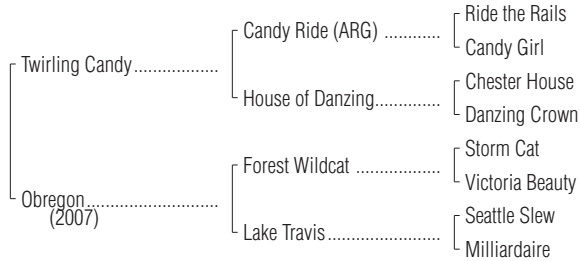 Ride the Rails
Candy Ride (ARG) ............
Candy Girl
Twirling Candy..................
Chester House
House of Danzing..............
Danzing Crown
Storm Cat
Forest Wildcat ..................
Victoria Beauty
Obregon............................
(2007)
Seattle Slew
Lake Travis........................
Milliardaire